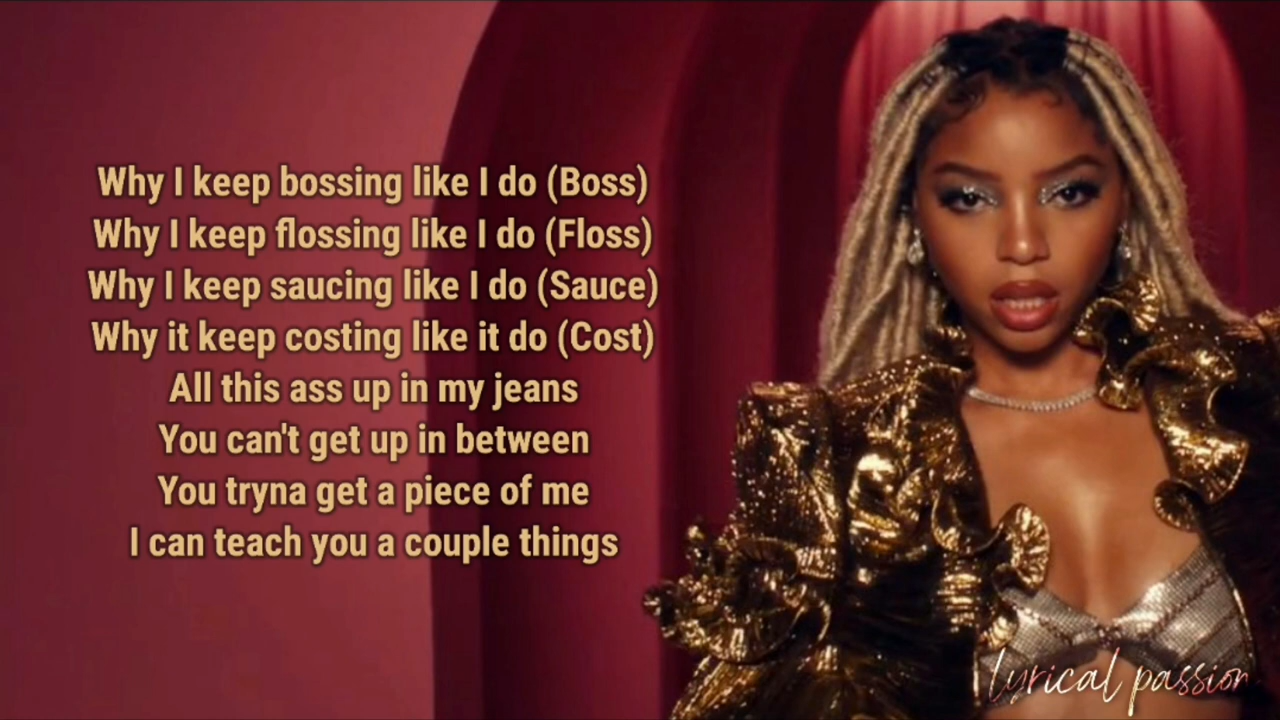 Why I keep bossing like I do (Boss)
Why I keep flossing like I do (Floss)
Why I keep saucing like I do (Sauce)
Why it keep costing like it do (Cost)
All this ass up in my jeans
You can't get up in between
You tryna get a piece of me
I can teach you a couple things
lyrical passion